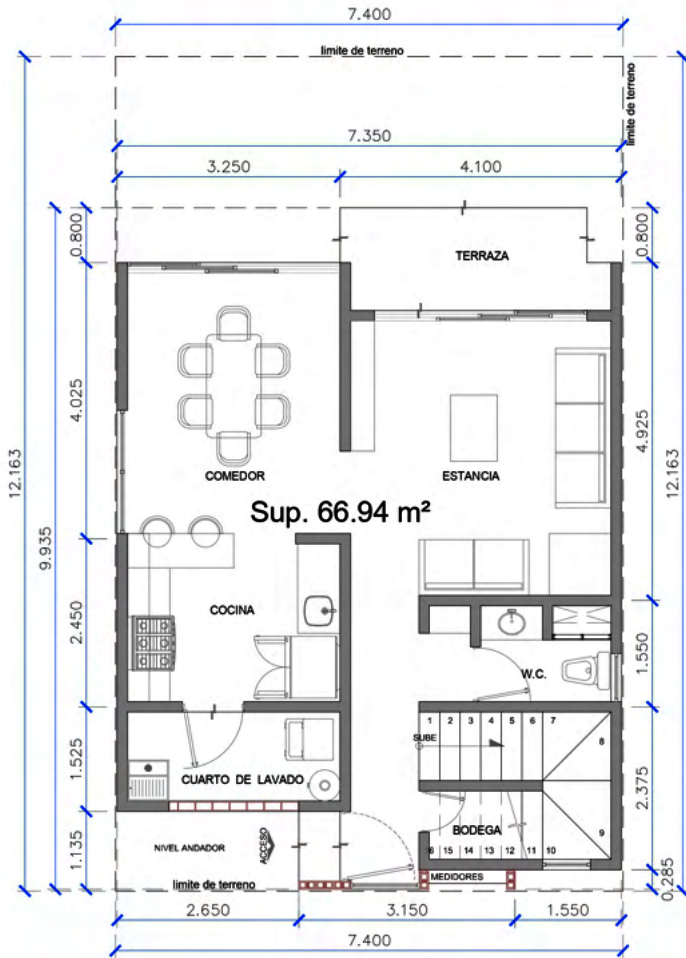 7.400
limite de terreno
limite de terreno
7.350
3.250
4.100
0.800
0.800
TERRAZA
4.025
4.925
12.163
12.163
9.935
COMEDOR
ESTANCIA
Sup. 66.94 m²
2.450
COCINA
1.550
W.C.
1 2 3 4 5 6 7
SUBE
8
1.525
2.375
CUARTO DE LAVADO
BODEGA
9
1.135
NIVEL ANDADOR
ACCESO
16 15 14 13 12 11 10
MEDIDORES
0.285
limite de terreno
2.650
3.150
1.550
7.400